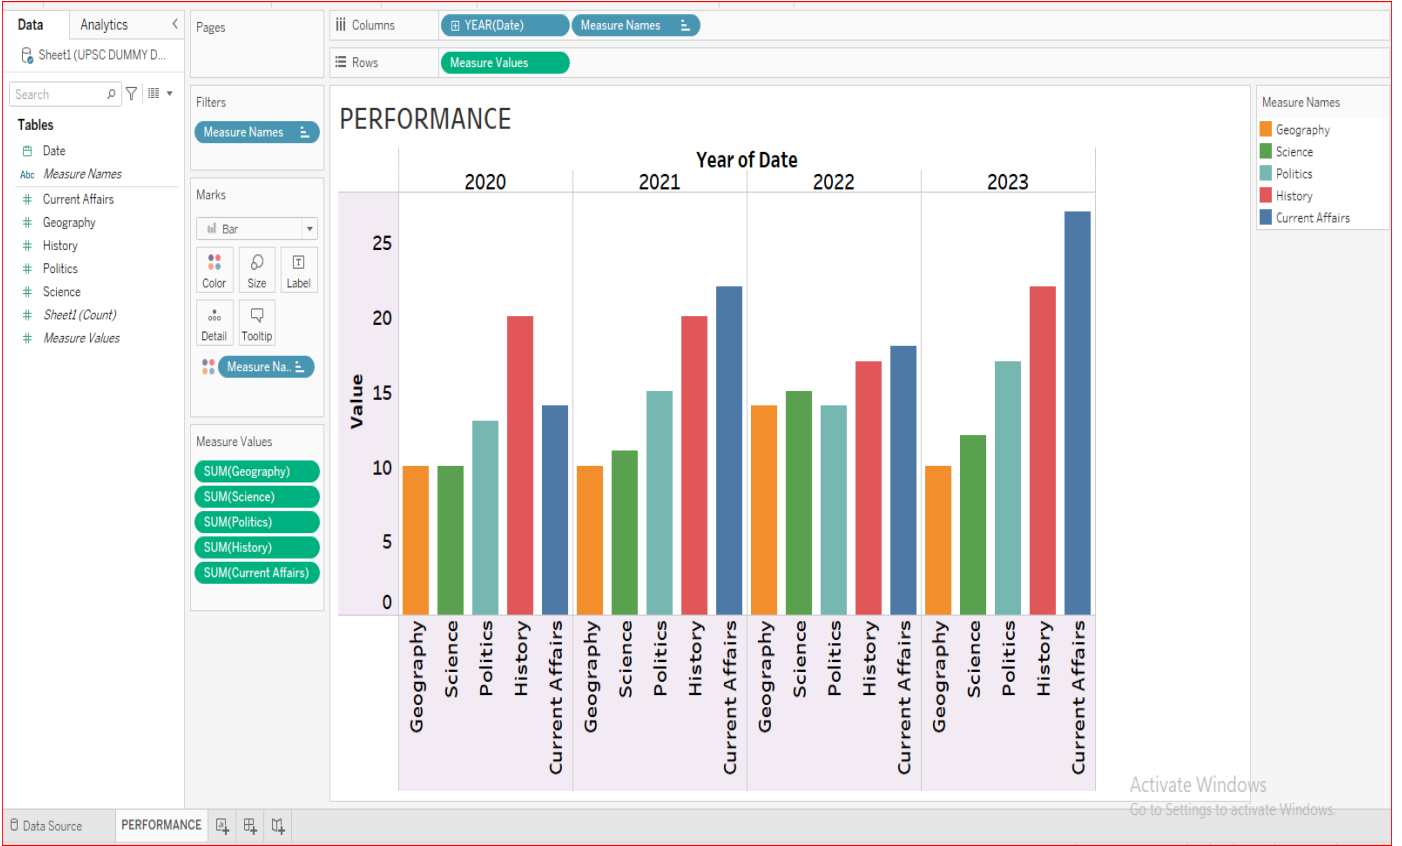 Data
Analytics
Sheet1 (UPSC DUMMY D...
Search
Tables
Date
Abc Measure Names
# Current Affairs
# Geography
# History
# Politics
# Science
# Sheet1 (Count)
# Measure Values
Pages
Filters
Measure Names
Marks
Bar
Color
Size
T
Label
Detail
Tooltip
Measure Na..
Measure Values
SUM(Geography)
SUM(Science)
SUM(Politics)
SUM(History)
SUM(Current Affairs)
Columns
YEAR(Date)
Measure Names
Rows
Measure Values
PERFORMANCE
Year of Date
2020
2021
2022
2023
Value
25
20
15
10
5
0
Geography
Science
Politics
History
Current Affairs
Geography
Science
Politics
History
Current Affairs
Geography
Science
Politics
History
Current Affairs
Geography
Science
Politics
History
Current Affairs
Measure Names
Geography
Science
Politics
History
Current Affairs
Activate Windows
Go to Settings to activate Windows.
Data Source
PERFORMANCE